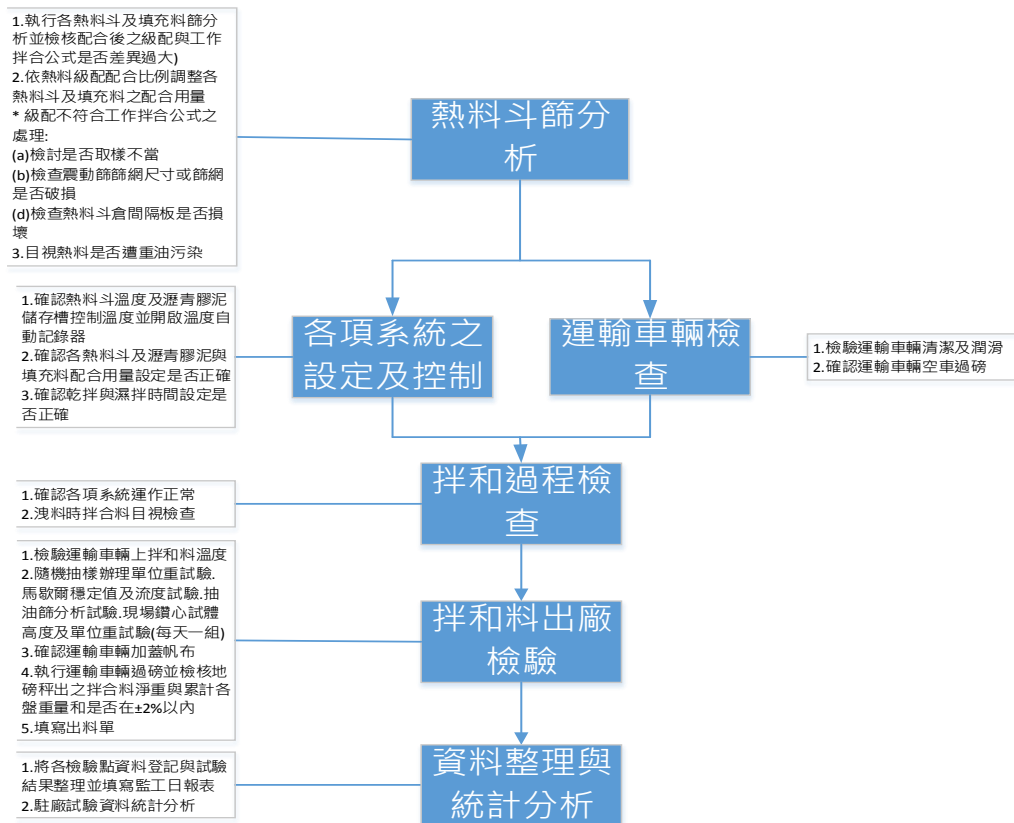 1.執行各熱料斗及填充料篩分
析並檢核配合後之級配與工作
拌合公式是否差異過大)
2.依熱料級配配合比例調整各
熱料斗及填充料之配合用量
* 級配不符合工作拌合公式之
處理:
(a)檢討是否取樣不當
(b)檢查震動篩篩網尺寸或篩網
是否破損
(d)檢查熱料斗倉間隔板是否損
壞
3.目視熱料是否遭重油污染
熱料斗篩分
析
1.確認熱料斗溫度及瀝青膠泥
儲存槽控制溫度並開啟溫度自
動記錄器
2.確認各熱料斗及瀝青膠泥與
填充料配合用量設定是否正確
3.確認乾拌與濕拌時間設定是
否正確
各項系統之
設定及控制
運輸車輛檢
查
1.檢驗運輸車輛清潔及潤滑
2.確認運輸車輛空車過磅
1.確認各項系統運作正常
2.洩料時拌合料目視檢查
拌和過程檢
查
1.檢驗運輸車輛上拌和料溫度
2.隨機抽樣辦理單位重試驗.
馬歇爾穩定值及流度試驗.抽
油篩分析試驗.現場鑽心試體
高度及單位重試驗(每天一組)
3.確認運輸車輛加蓋帆布
4.執行運輸車輛過磅並檢核地
磅秤出之拌合料淨重與累計各
盤重量和是否在±2%以內
5.填寫出料單
拌和料出廠
檢驗
1.將各檢驗點資料登記與試驗
結果整理並填寫監工日報表
2.駐廠試驗資料統計分析
資料整理與
統計分析